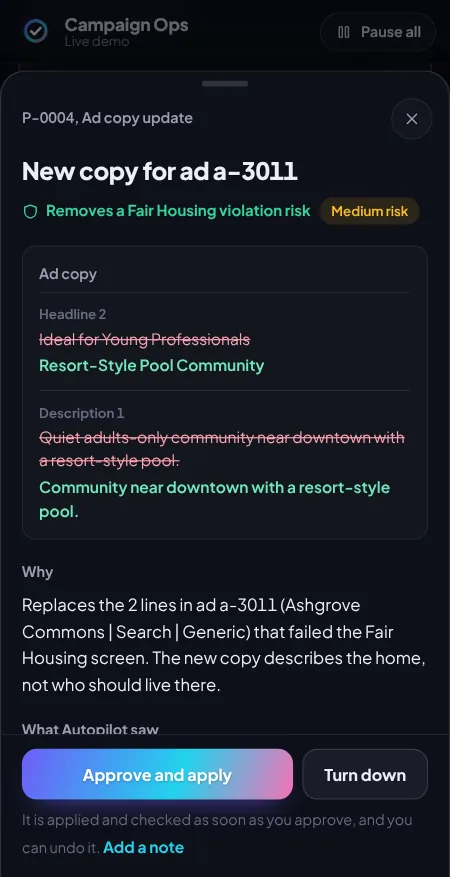 Campaign Ops
Live demo
Pause all
P-0004, Ad copy update
New copy for ad a-3011
Removes a Fair Housing violation risk
Medium risk
Ad copy
Headline 2
Ideal for Young Professionals
Resort-Style Pool Community
Description 1
Quiet adults-only community near downtown with
a resort-style pool.
Community near downtown with a resort-style
pool.
Why
Replaces the 2 lines in ad a-3011 (Ashgrove
Commons | Search | Generic) that failed the Fair
Housing screen. The new copy describes the home,
not who should live there.
What Autopilot saw
Approve and apply
Turn down
It is applied and checked as soon as you approve, and you
can undo it. Add a note